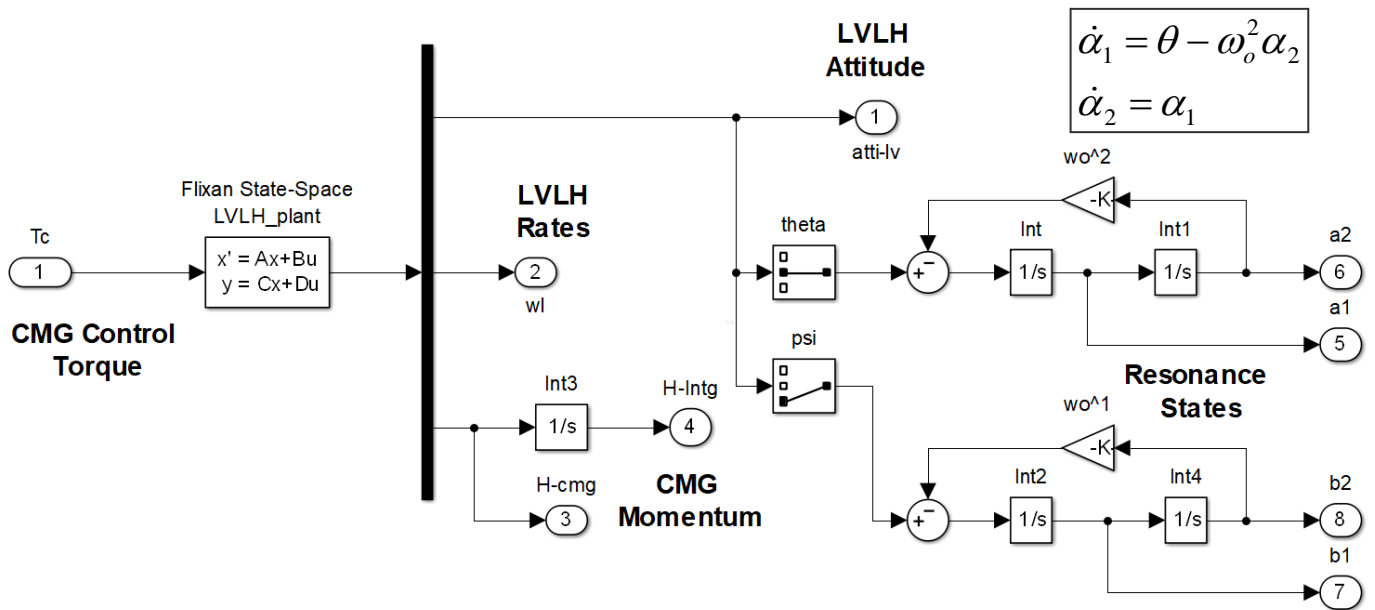 LVLH
Attitude
α̇₁ = θ − ωₒ²α₂
α̇₂ = α₁
1
atti-lv
wo^2
-K-
Flixan State-Space
LVLH_plant
x' = Ax+Bu
y = Cx+Du
Tc
1
CMG Control
Torque
LVLH
Rates
2
wl
theta
+
−
Int
1/s
Int1
1/s
a2
6
a1
5
psi
Resonance
States
Int3
1/s
H-Intg
4
H-cmg
3
CMG
Momentum
wo^1
-K-
+
−
Int2
1/s
Int4
1/s
b2
8
b1
7